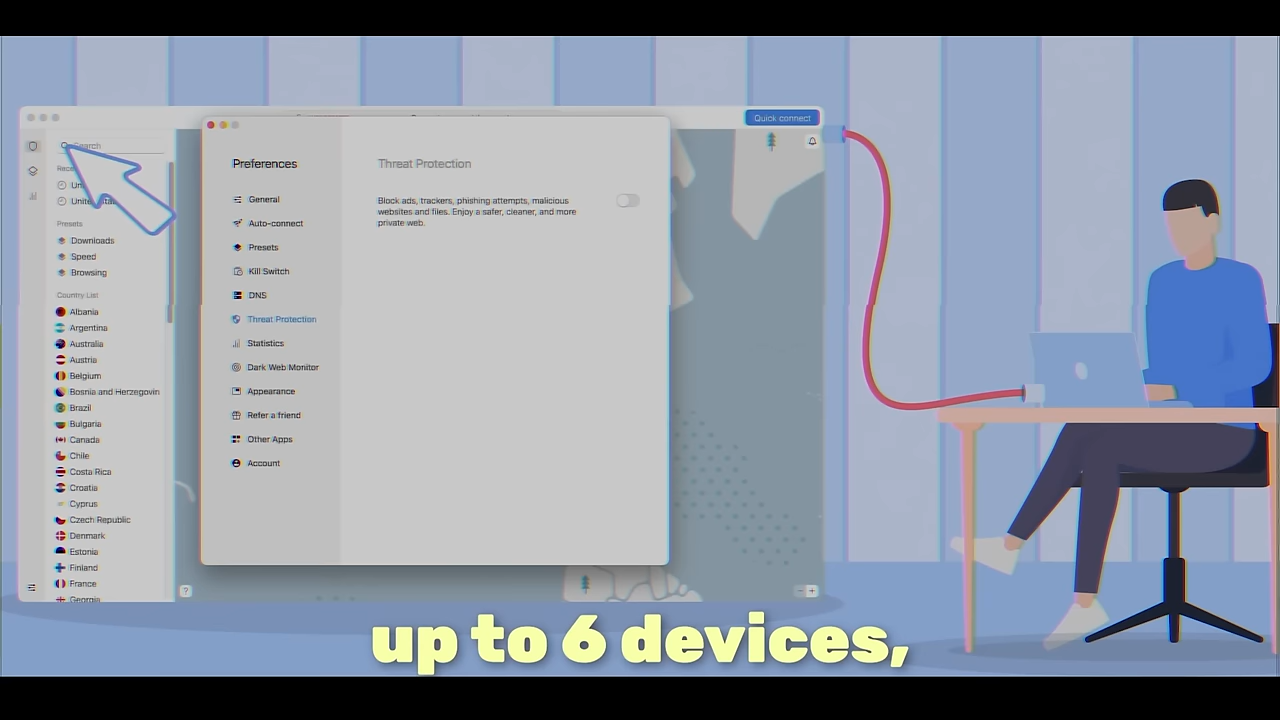 Quick connect
Search
Presets
Downloads
Speed
Browsing
Country List
Albania
Argentina
Australia
Austria
Belgium
Bosnia and Herzegovin
Brazil
Bulgaria
Canada
Chile
Costa Rica
Croatia
Cyprus
Czech Republic
Denmark
Estonia
Finland
France
Georgia
?
Preferences
General
Auto-connect
Presets
Kill Switch
DNS
Threat Protection
Statistics
Dark Web Monitor
Appearance
Refer a friend
Other Apps
Account
Threat Protection
Block ads, trackers, phishing attempts, malicious
websites and files. Enjoy a safer, cleaner, and more
private web.
up to 6 devices,